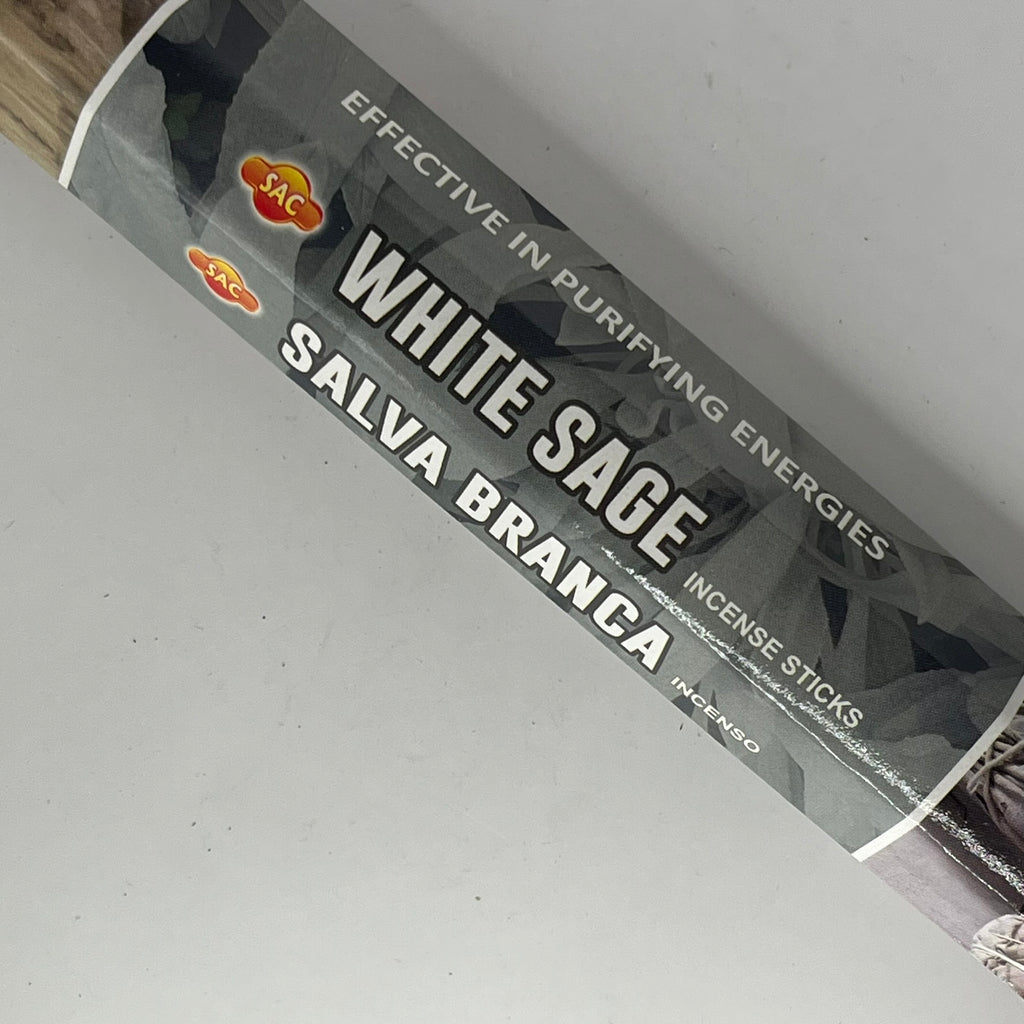 EFFECTIVE IN PURIFYING ENERGIES
SAC
WHITE SAGE
INCENSE STICKS
SAC
SALVA BRANCA
INCENSO